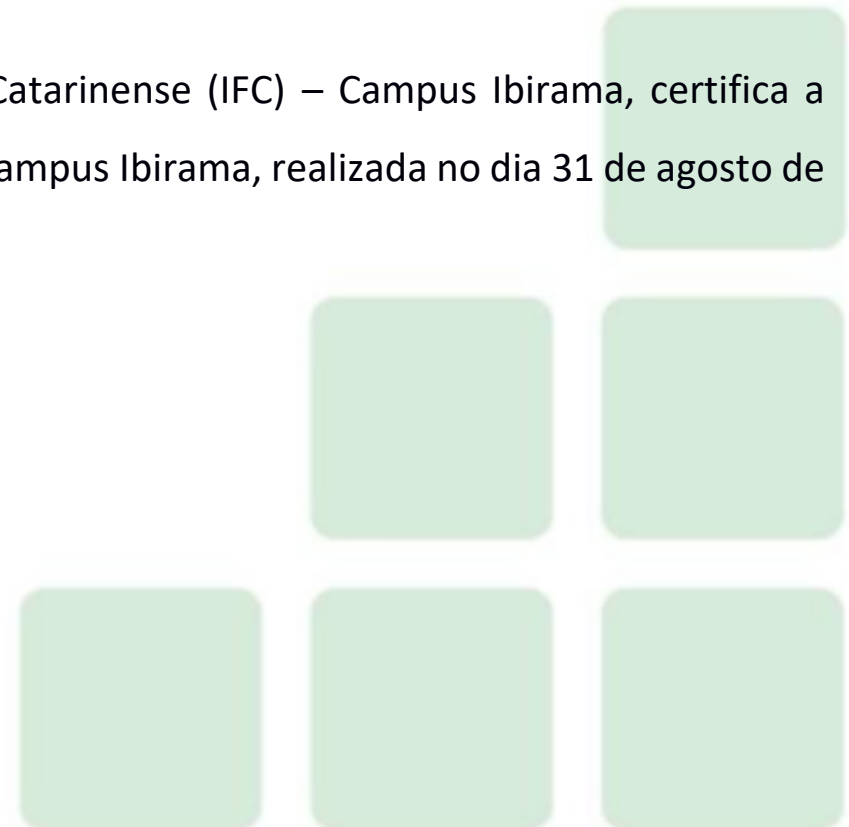 Catarinense (IFC) – Campus Ibirama, certifica a
ampus Ibirama, realizada no dia 31 de agosto de